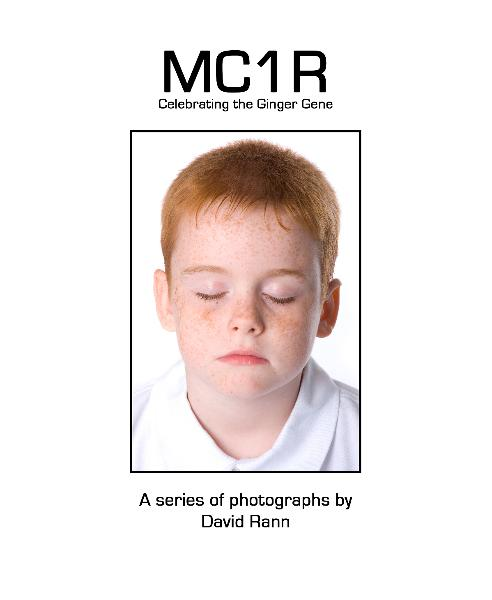 MC1R
Celebrating the Ginger Gene
A series of photographs by
David Rann